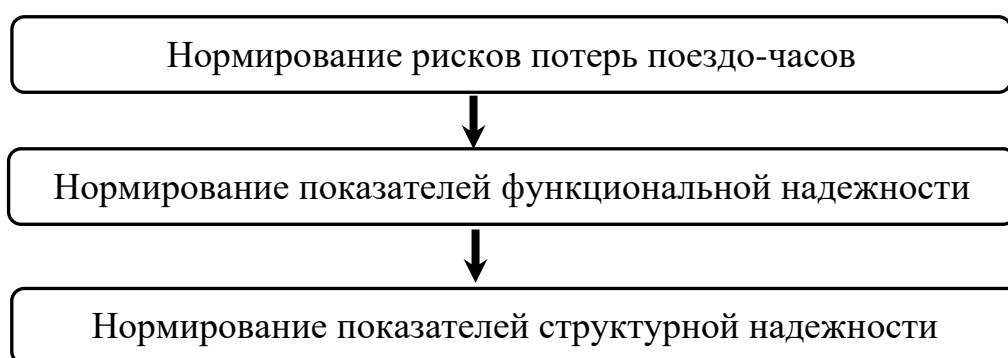 Нормирование рисков потерь поездо-часов
Нормирование показателей функциональной надежности
Нормирование показателей структурной надежности